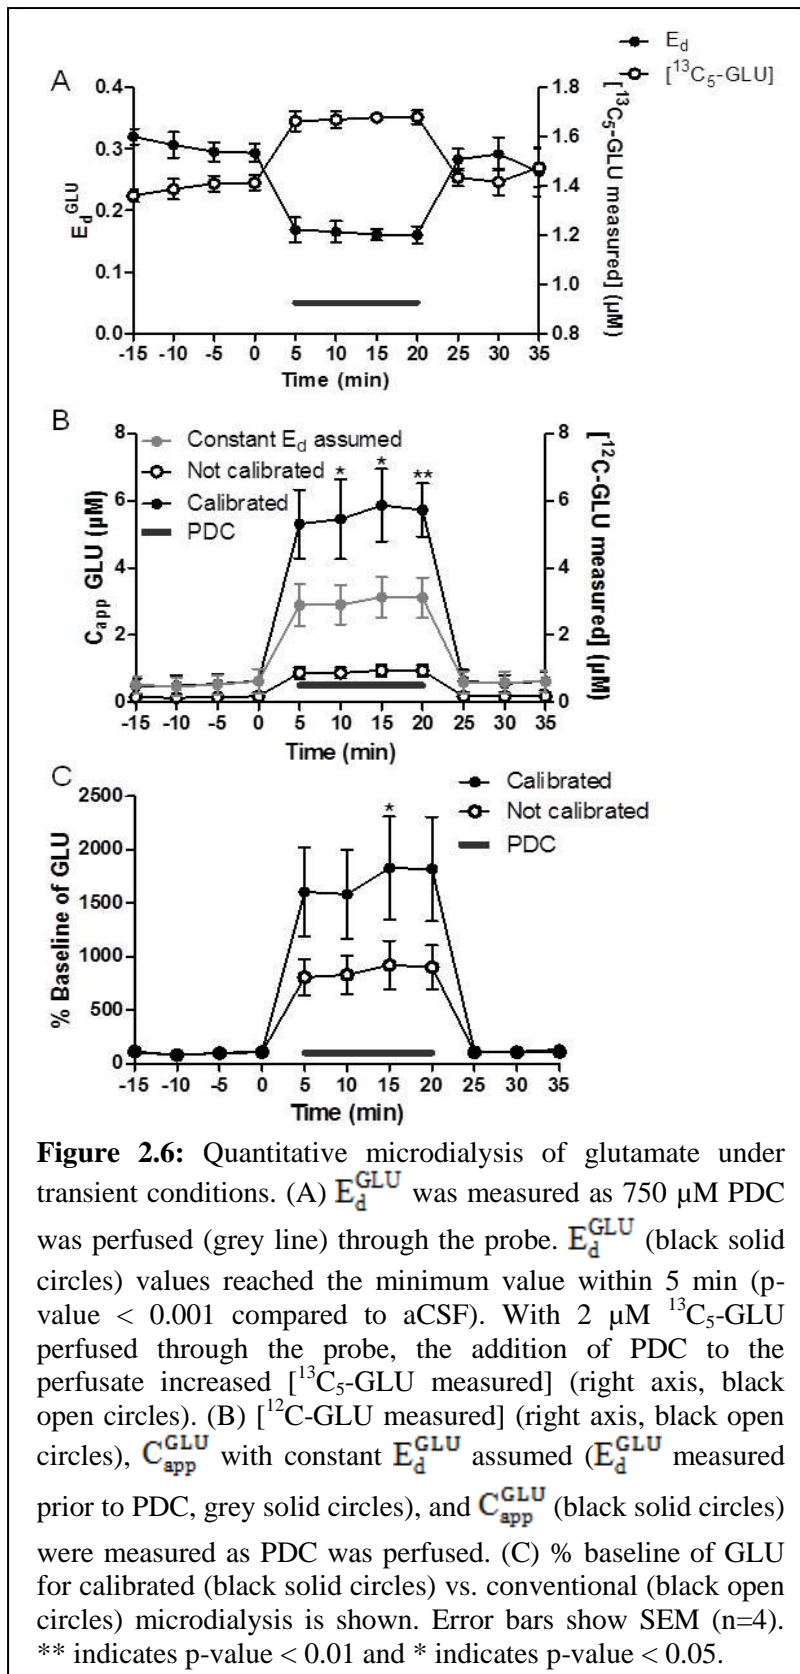 A
E_d
[¹³C₅-GLU]
E_d^GLU
0.4
0.3
0.2
0.1
0.0
1.8
1.6
1.4
1.2
1.0
0.8
[¹³C₅-GLU measured] (µM)
-15 -10 -5 0 5 10 15 20 25 30 35
Time (min)
B
Constant E_d assumed
Not calibrated
Calibrated
PDC
* * **
C_app GLU (µM)
8
6
4
2
0
8
6
4
2
0
[¹²C-GLU measured] (µM)
-15 -10 -5 0 5 10 15 20 25 30 35
Time (min)
C
Calibrated
Not calibrated
PDC
*
% Baseline of GLU
2500
2000
1500
1000
500
0
-15 -10 -5 0 5 10 15 20 25 30 35
Time (min)
Figure 2.6: Quantitative microdialysis of glutamate under
transient conditions. (A) E_d^GLU was measured as 750 µM PDC
was perfused (grey line) through the probe. E_d^GLU (black solid
circles) values reached the minimum value within 5 min (p-
value < 0.001 compared to aCSF). With 2 µM ¹³C₅-GLU
perfused through the probe, the addition of PDC to the
perfusate increased [¹³C₅-GLU measured] (right axis, black
open circles). (B) [¹²C-GLU measured] (right axis, black open
circles), C_app^GLU with constant E_d^GLU assumed (E_d^GLU measured
prior to PDC, grey solid circles), and C_app^GLU (black solid circles)
were measured as PDC was perfused. (C) % baseline of GLU
for calibrated (black solid circles) vs. conventional (black open
circles) microdialysis is shown. Error bars show SEM (n=4).
** indicates p-value < 0.01 and * indicates p-value < 0.05.